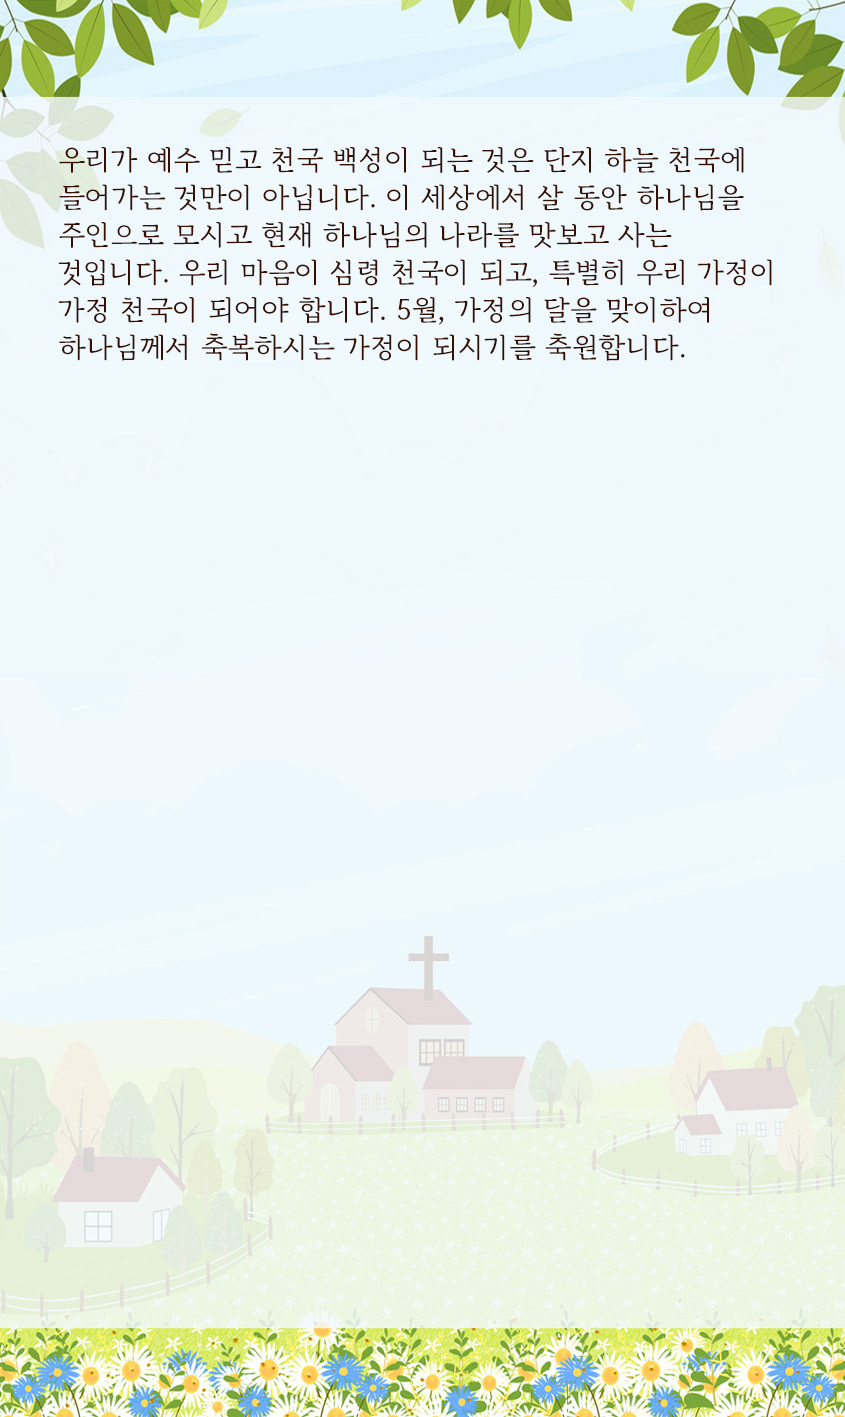 우리가 예수 믿고 천국 백성이 되는 것은 단지 하늘 천국에
들어가는 것만이 아닙니다. 이 세상에서 살 동안 하나님을
주인으로 모시고 현재 하나님의 나라를 맛보고 사는
것입니다. 우리 마음이 심령 천국이 되고, 특별히 우리 가정이
가정 천국이 되어야 합니다. 5월, 가정의 달을 맞이하여
하나님께서 축복하시는 가정이 되시기를 축원합니다.